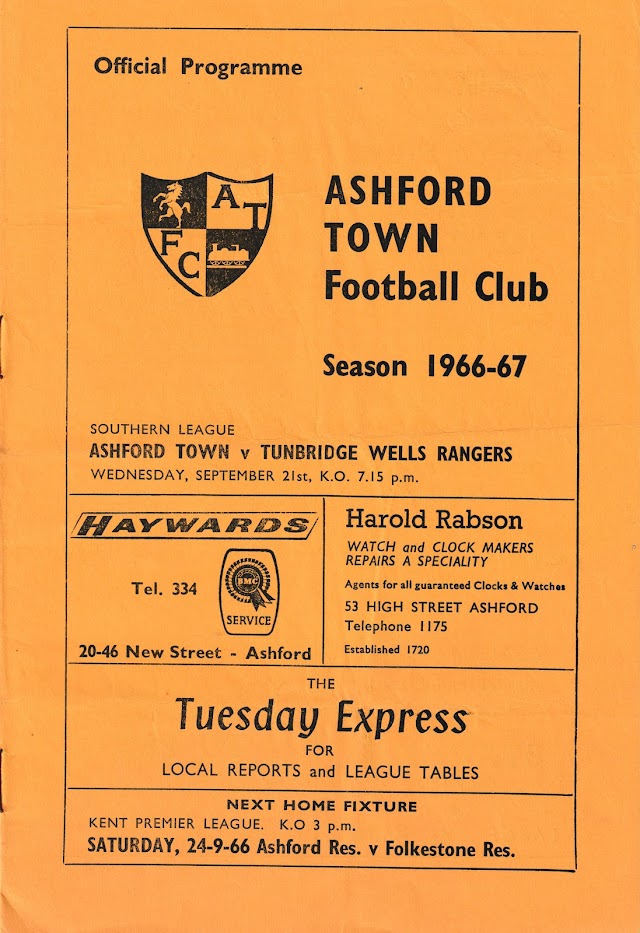 Official Programme
A T
F C
ASHFORD
TOWN
Football Club
Season 1966-67
SOUTHERN LEAGUE
ASHFORD TOWN v TUNBRIDGE WELLS RANGERS
WEDNESDAY, SEPTEMBER 21st, K.O. 7.15 p.m.
HAYWARDS
Tel. 334
BMC
SERVICE
20-46 New Street - Ashford
Harold Rabson
WATCH and CLOCK MAKERS
REPAIRS A SPECIALITY
Agents for all guaranteed Clocks & Watches
53 HIGH STREET ASHFORD
Telephone 1175
Established 1720
THE
Tuesday Express
FOR
LOCAL REPORTS and LEAGUE TABLES
NEXT HOME FIXTURE
KENT PREMIER LEAGUE. K.O 3 p.m.
SATURDAY, 24-9-66 Ashford Res. v Folkestone Res.